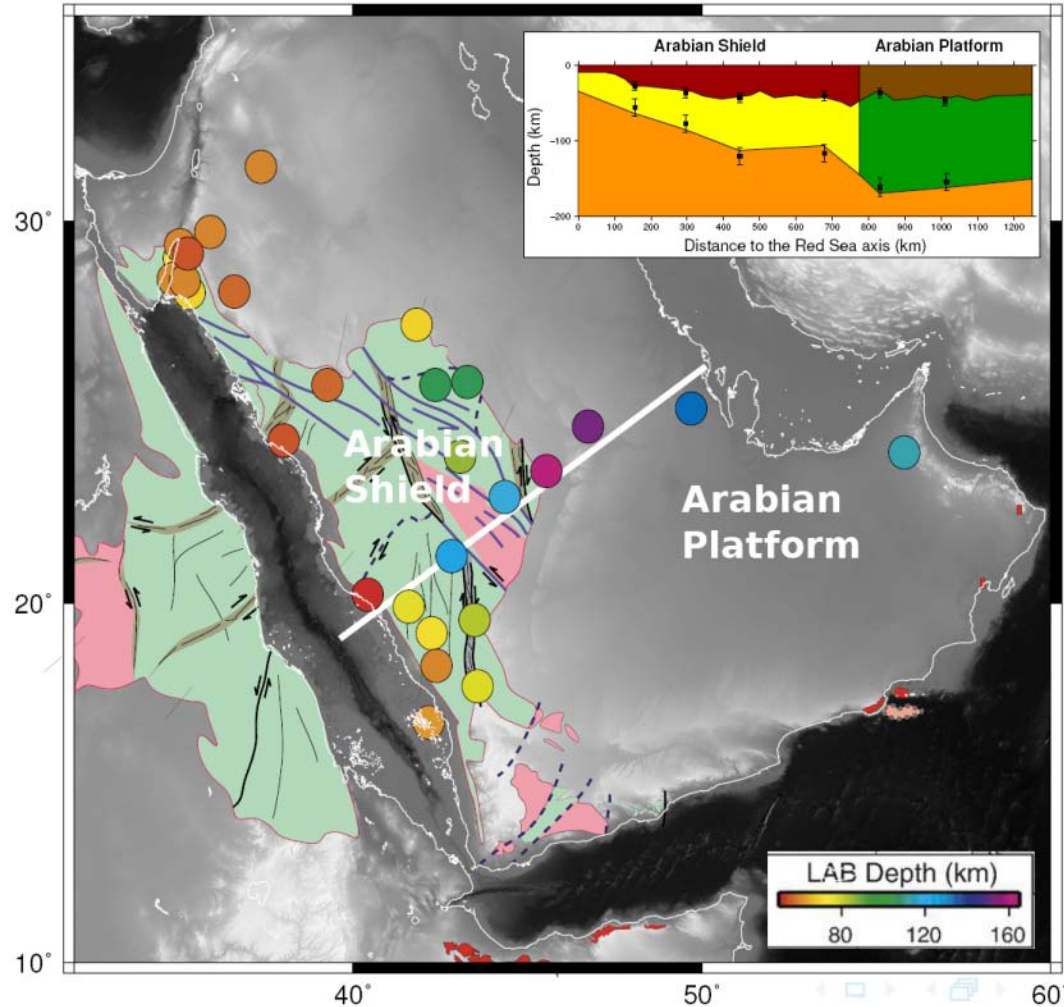 Arabian Shield Arabian Platform
0
-100
-200
Depth (km)
0 100 200 300 400 500 600 700 800 900 1000 1100 1200
Distance to the Red Sea axis (km)
30°
20°
10°
Arabian
Shield
Arabian
Platform
LAB Depth (km)
80 120 160
40° 50° 60